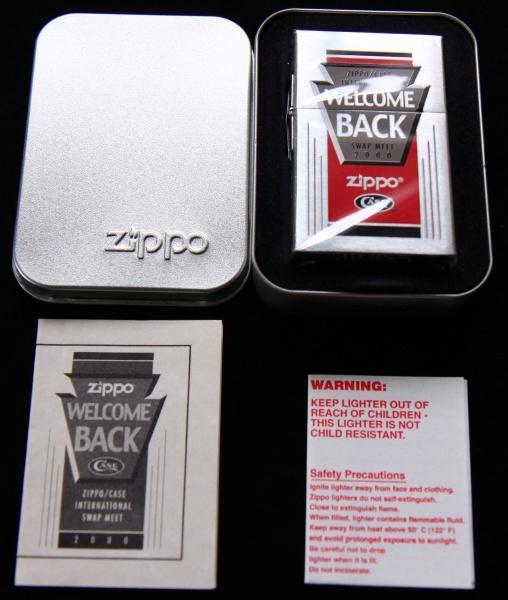 zippo
ZIPPO/CASE
WELCOME
BACK
SWAP MEET
2000
zippo®
CASE
zippo
WELCOME
BACK
CASE
ZIPPO/CASE
INTERNATIONAL
SWAP MEET
2000
WARNING:
KEEP LIGHTER OUT OF
REACH OF CHILDREN -
THIS LIGHTER IS NOT
CHILD RESISTANT.
Safety Precautions
Ignite lighter away from face and clothing.
Zippo lighters do not self-extinguish.
Close to extinguish flame.
When filled, lighter contains flammable fluid.
Keep away from heat above 50° C (122° F)
and avoid prolonged exposure to sunlight.
Be careful not to drop
lighter when it is lit.
Do not incinerate.